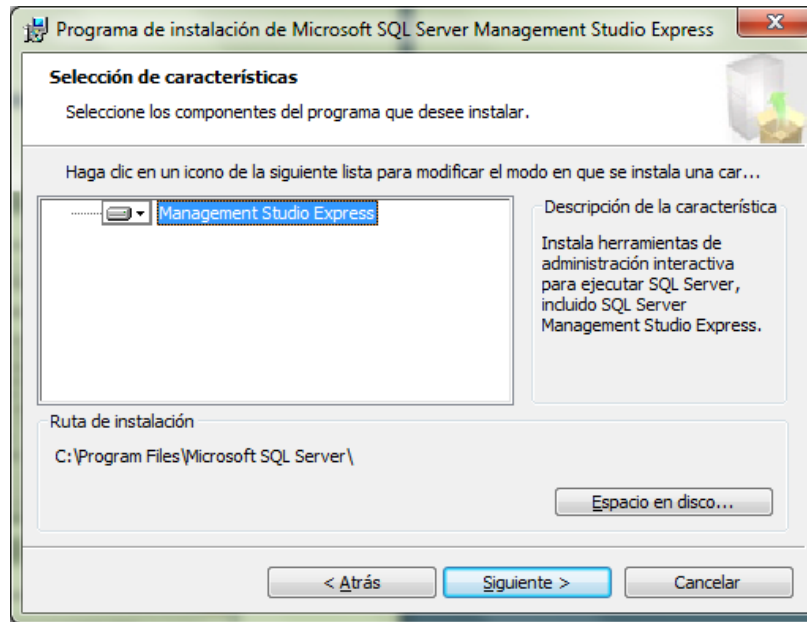 Programa de instalación de Microsoft SQL Server Management Studio Express
Selección de características
Seleccione los componentes del programa que desee instalar.
Haga clic en un icono de la siguiente lista para modificar el modo en que se instala una car...
Management Studio Express
Descripción de la característica
Instala herramientas de
administración interactiva
para ejecutar SQL Server,
incluido SQL Server
Management Studio Express.
Ruta de instalación
C:\Program Files\Microsoft SQL Server\
Espacio en disco...
< Atrás
Siguiente >
Cancelar